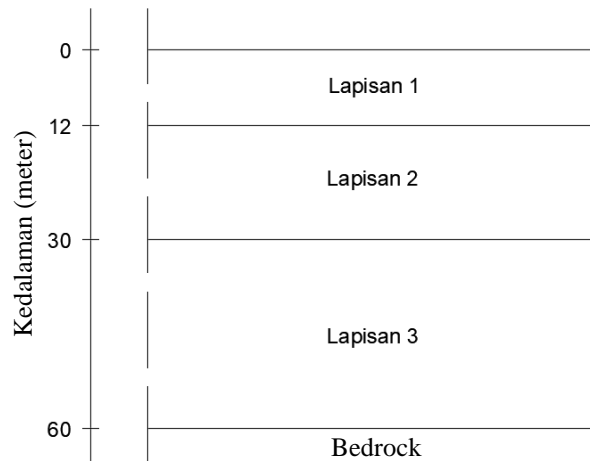 Kedalaman (meter)
0
Lapisan 1
12
Lapisan 2
30
Lapisan 3
60
Bedrock